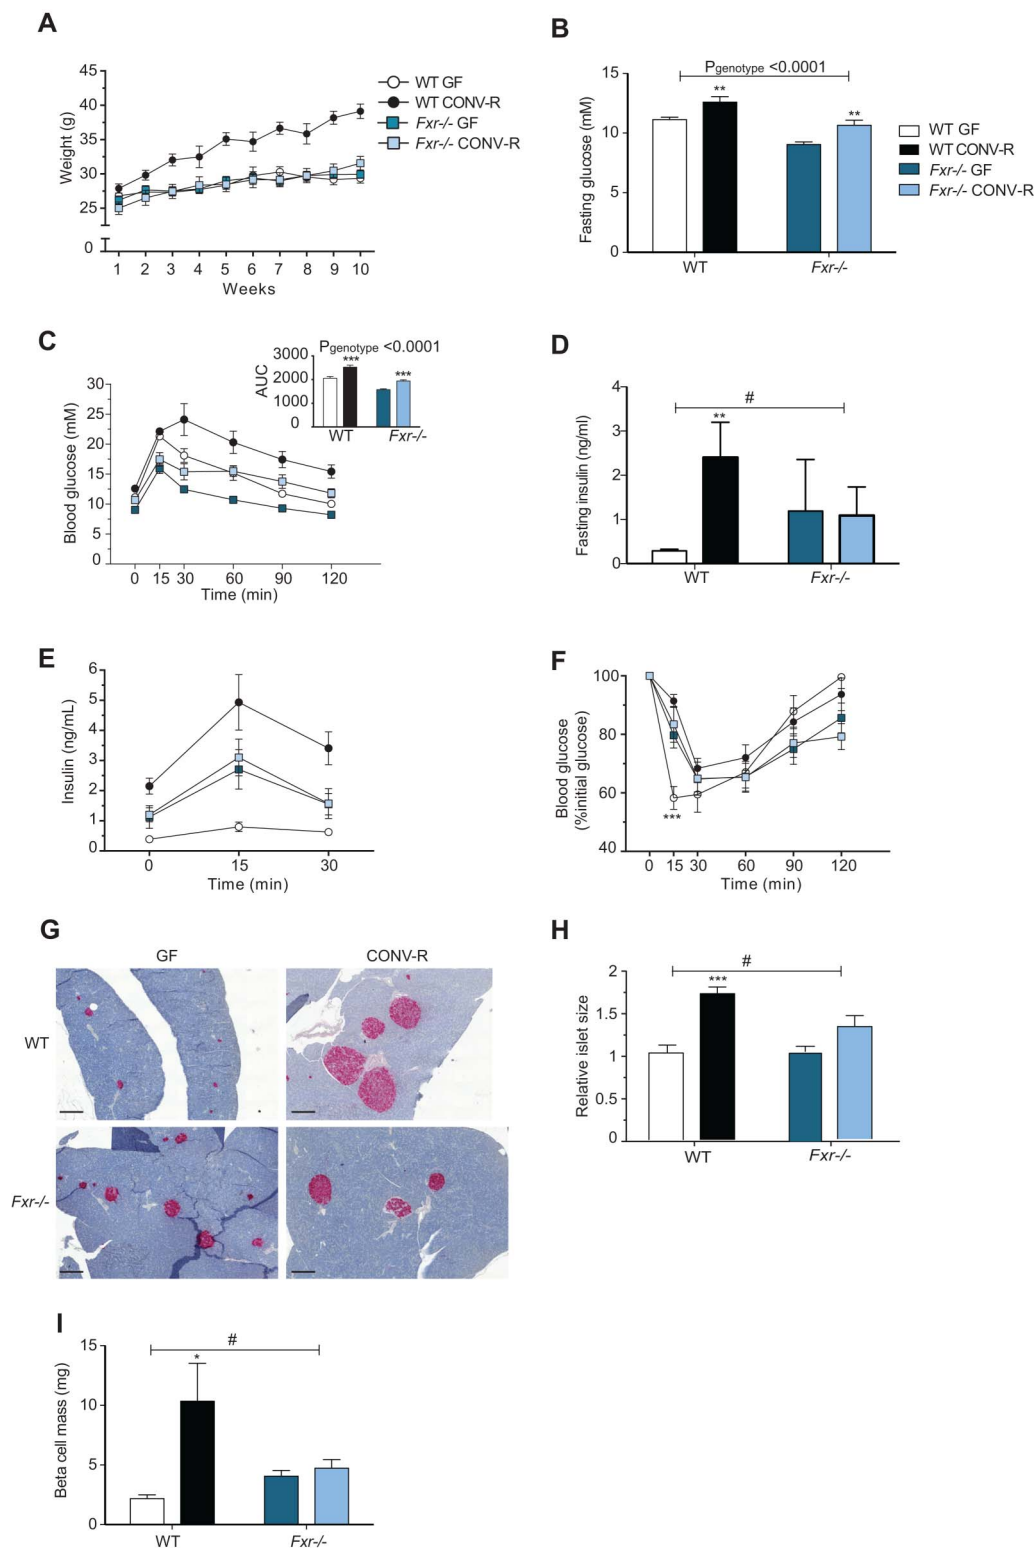 A
Weight (g)
45
40
35
30
25
0
1 2 3 4 5 6 7 8 9 10
Weeks
WT GF
WT CONV-R
Fxr-/- GF
Fxr-/- CONV-R
B
Pgenotype <0.0001
Fasting glucose (mM)
15
10
5
0
**
**
WT
Fxr-/-
WT GF
WT CONV-R
Fxr-/- GF
Fxr-/- CONV-R
C
Blood glucose (mM)
30
25
20
15
10
5
0
0 15 30 60 90 120
Time (min)
Pgenotype <0.0001
AUC
3000
2000
1000
0
***
***
WT
Fxr-/-
D
#
Fasting insulin (ng/ml)
4
3
2
1
0
**
WT
Fxr-/-
E
Insulin (ng/mL)
6
5
4
3
2
1
0
0 15 30
Time (min)
F
Blood glucose
(%initial glucose)
100
80
60
40
***
0 15 30 60 90 120
Time (min)
G
GF
CONV-R
WT
Fxr-/-
H
#
Relative islet size
2
1.5
1
0.5
0
***
WT
Fxr-/-
I
#
Beta cell mass (mg)
15
10
5
0
*
WT
Fxr-/-